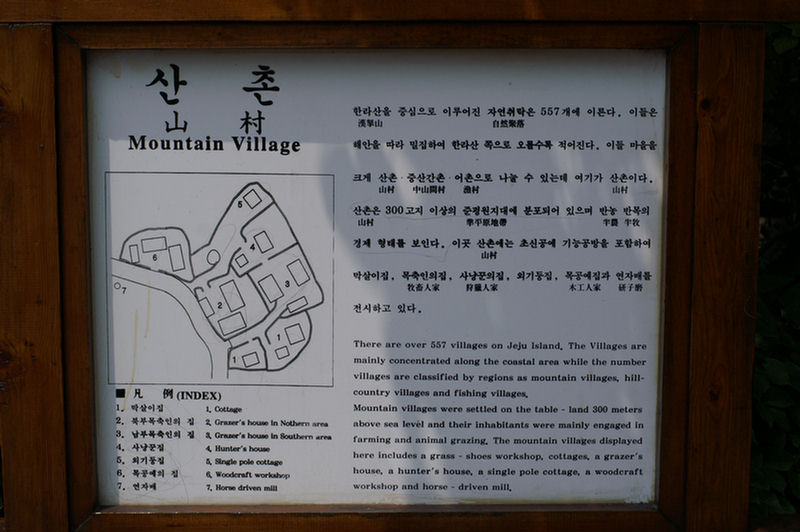 산 촌
山 村
Mountain Village
5
4
6
3
7
2
1
1
■ 凡 例 (INDEX)
1. 막살이집 1. Cottage
2. 북부목축인의 집 2. Grazer's house in Nothern area
3. 남부목축인의 집 3. Grazer's house in Southern area
4. 사냥꾼집 4. Hunter's house
5. 외기둥집 5. Single pole cottage
6. 목공예의 집 6. Woodcraft workshop
7. 연자매 7. Horse driven mill
한라산을 중심으로 이루어진 자연취락은 557개에 이른다. 이들은
漢拏山 自然聚落
해안을 따라 밀집하여 한라산 쪽으로 오를수록 적어진다. 이들 마을을
크게 산촌·중산간촌·어촌으로 나눌 수 있는데 여기가 산촌이다.
山村 中山間村 漁村 山村
산촌은 300고지 이상의 준평원지대에 분포되어 있으며 반농 반목의
山村 準平原地帶 半農 半牧
경제 형태를 보인다. 이곳 산촌에는 초신공예 기능공방을 포함하여
山村
막살이집, 목축인의집, 사냥꾼의집, 외기둥집, 목공예집과 연자매를
牧畜人家 狩獵人家 木工人家 硏子磨
전시하고 있다.
There are over 557 villages on Jeju Island. The Villages are
mainly concentrated along the coastal area while the number
villages are classified by regions as mountain villages, hill-
country villages and fishing villages.
Mountain villages were settled on the table - land 300 meters
above sea level and their inhabitants were mainly engaged in
farming and animal grazing. The mountain villages displayed
here includes a grass - shoes workshop, cottages, a grazer's
house, a hunter's house, a single pole cottage, a woodcraft
workshop and horse - driven mill.